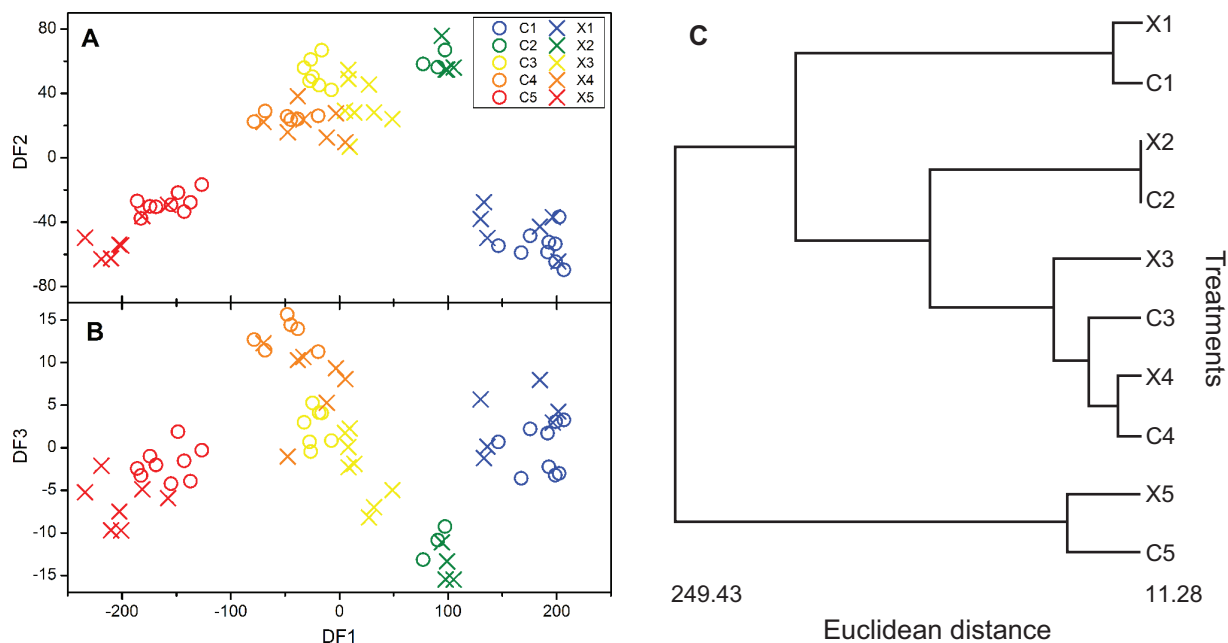 A
C1 X1
C2 X2
C3 X3
C4 X4
C5 X5
80
40
0
-40
-80
DF2
B
15
10
5
0
-5
-10
-15
DF3
-200 -100 0 100 200
DF1
C
X1
C1
X2
C2
X3
C3
X4
C4
X5
C5
Treatments
249.43 11.28
Euclidean distance